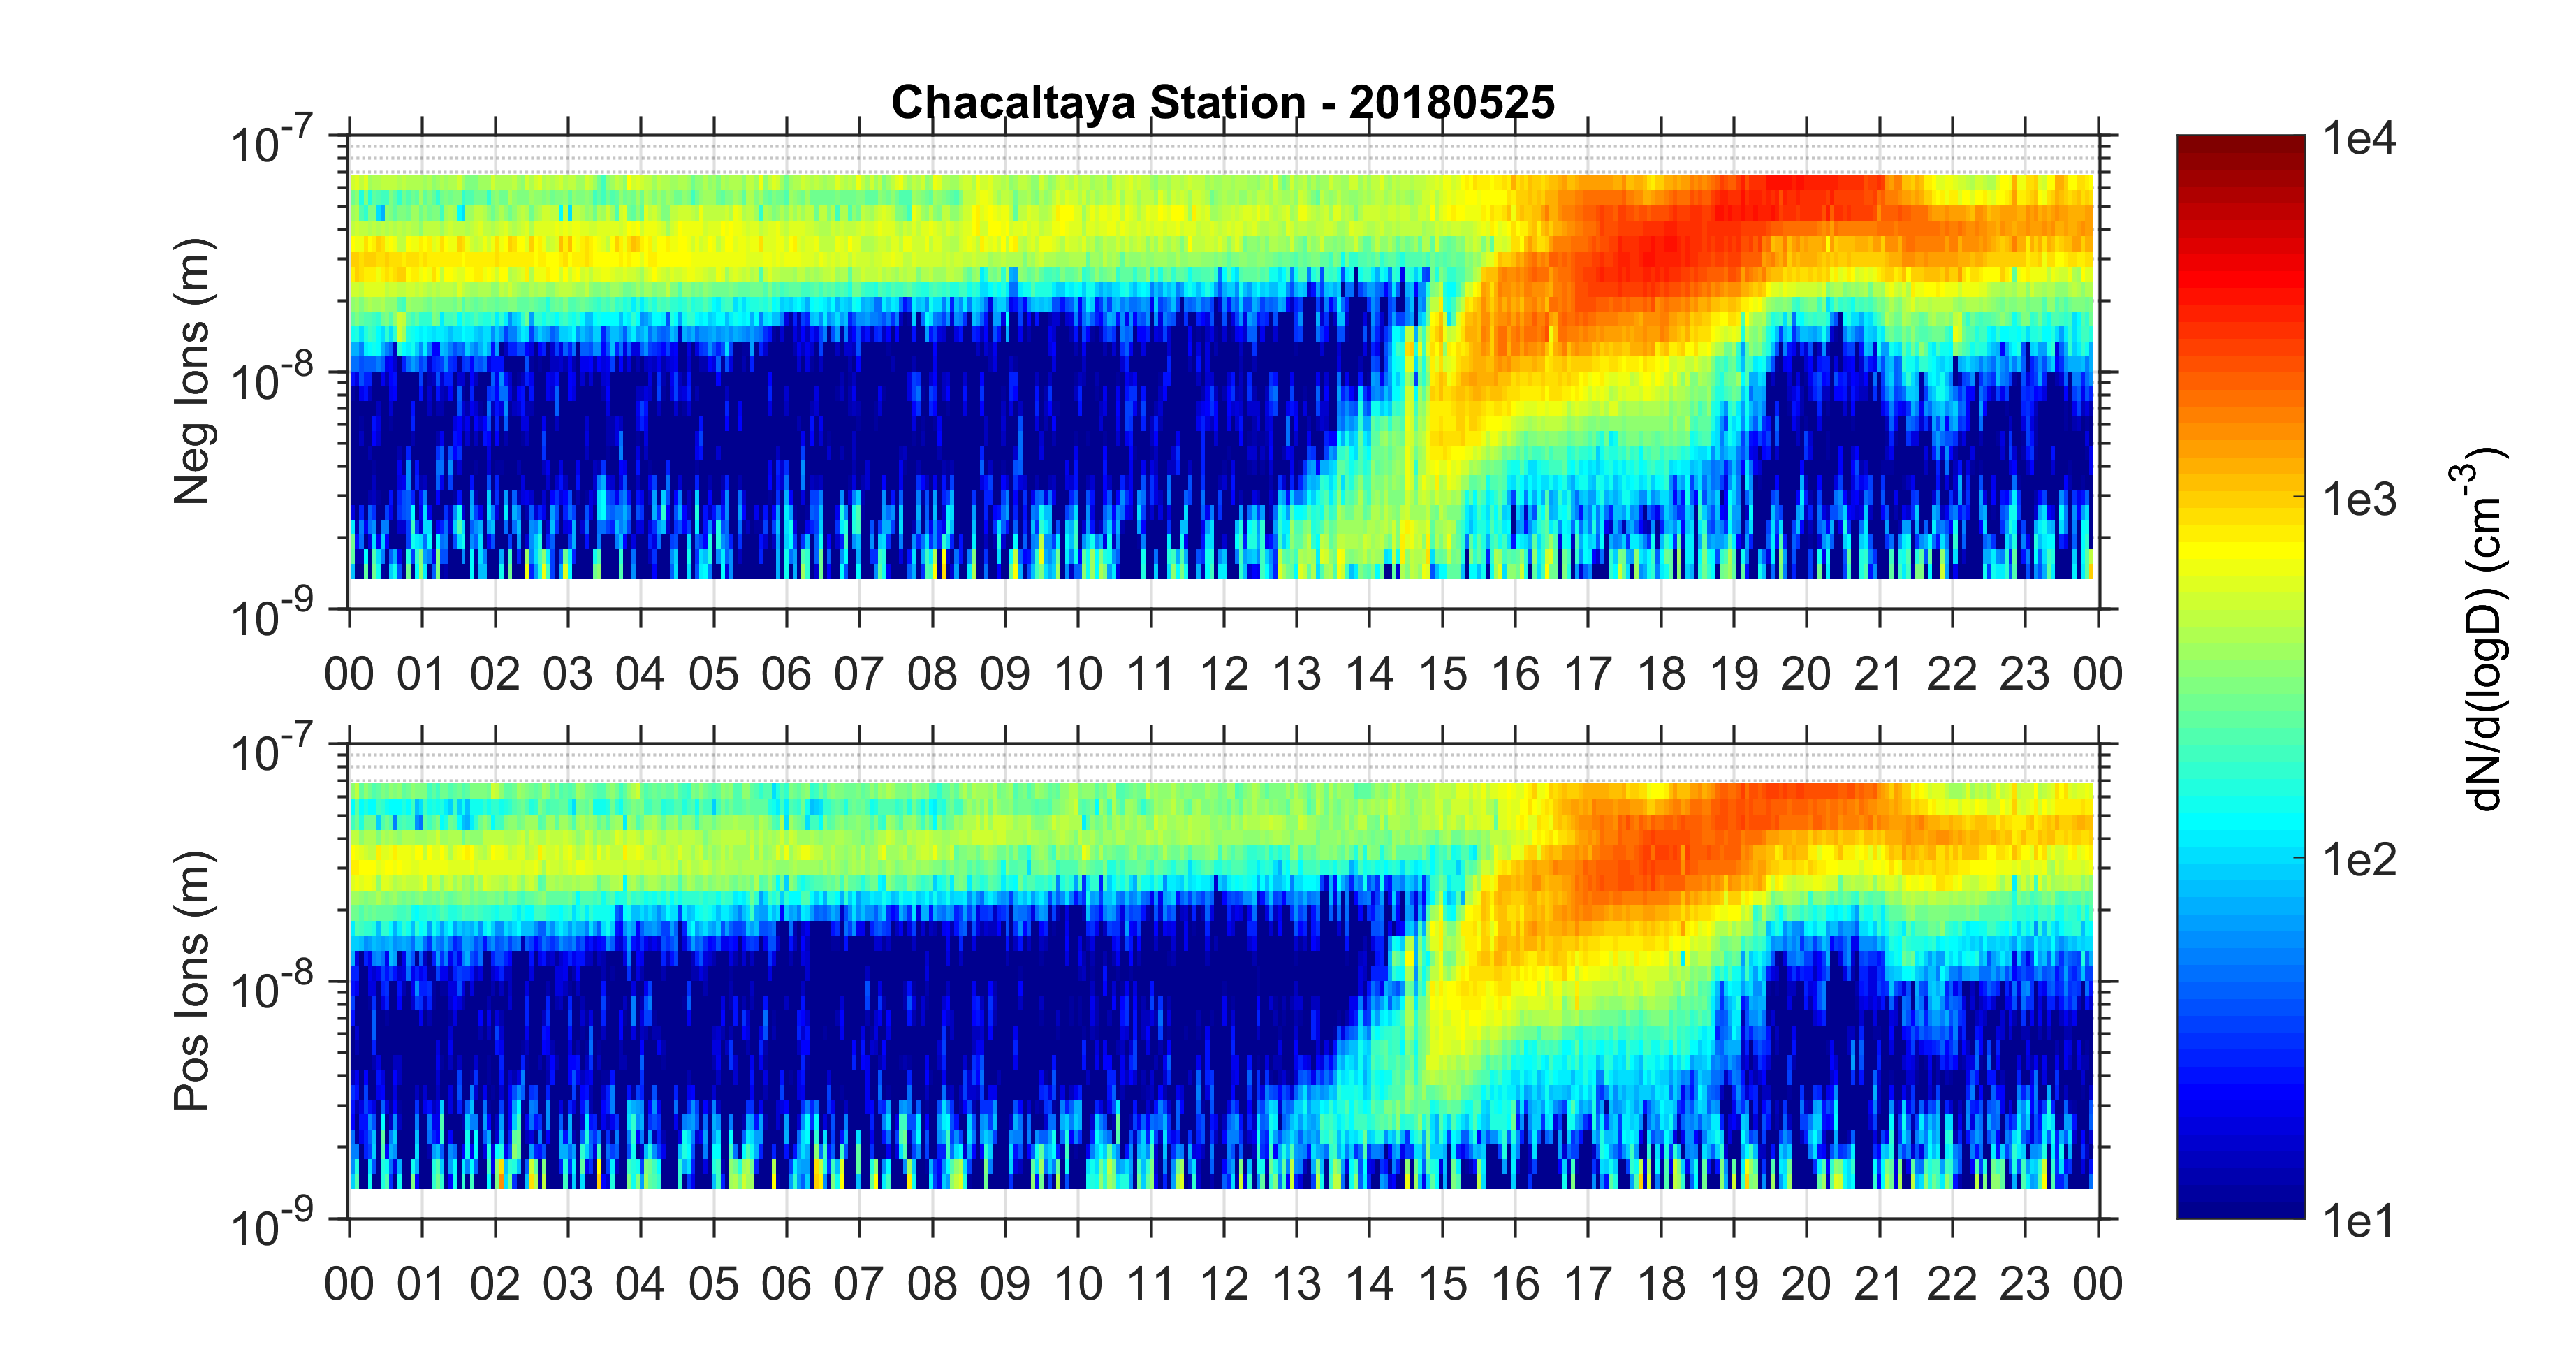 Chacaltaya Station - 20180525
10-7
10-8
10-9
Neg Ions (m)
00 01 02 03 04 05 06 07 08 09 10 11 12 13 14 15 16 17 18 19 20 21 22 23 00
10-7
10-8
10-9
Pos Ions (m)
00 01 02 03 04 05 06 07 08 09 10 11 12 13 14 15 16 17 18 19 20 21 22 23 00
1e4
1e3
1e2
1e1
dN/d(logD) (cm-3)